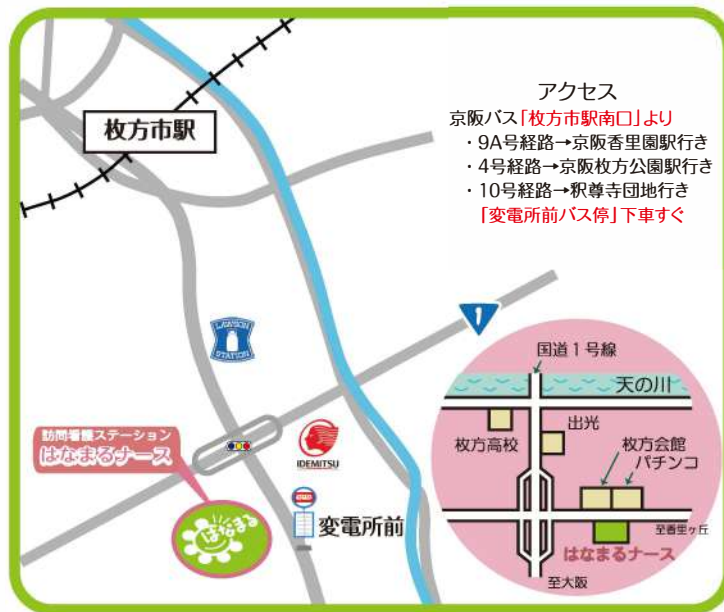 アクセス
京阪バス「枚方市駅南口」より
・9A号経路→京阪香里園駅行き
・4号経路→京阪枚方公園駅行き
・10号経路→釈尊寺団地行き
「変電所前バス停」下車すぐ
枚方市駅
1
LAWSON
STATION
訪問看護ステーション
はなまるナース
IDEMITSU
変電所前
国道1号線
天の川
枚方高校
出光
枚方会館
パチンコ
至香里ヶ丘
はなまるナース
至大阪